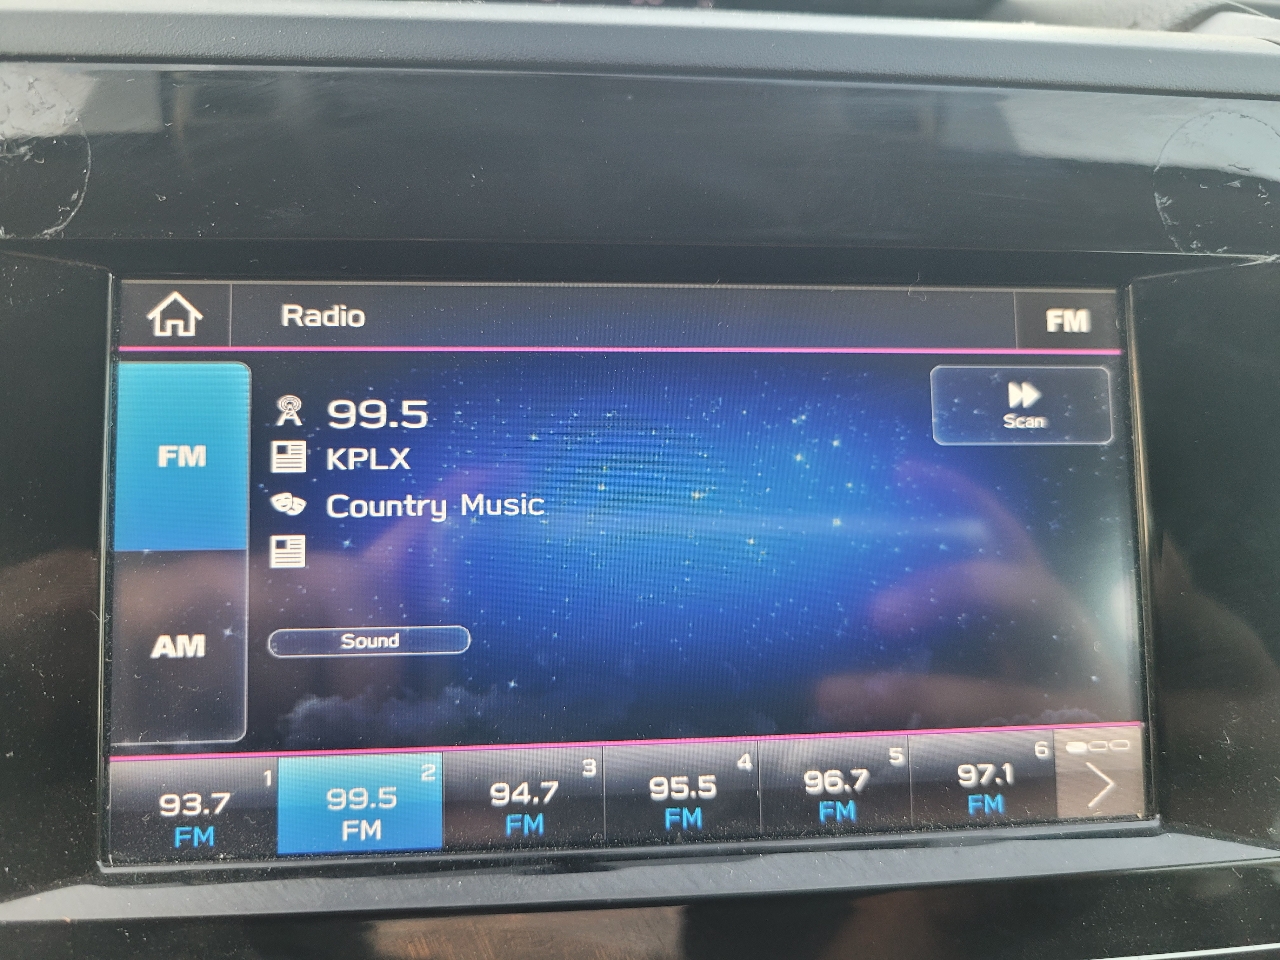 Radio
FM
FM
99.5
Scan
KPLX
Country Music
AM
Sound
1
93.7
FM
2
99.5
FM
3
94.7
FM
4
95.5
FM
5
96.7
FM
6
97.1
FM